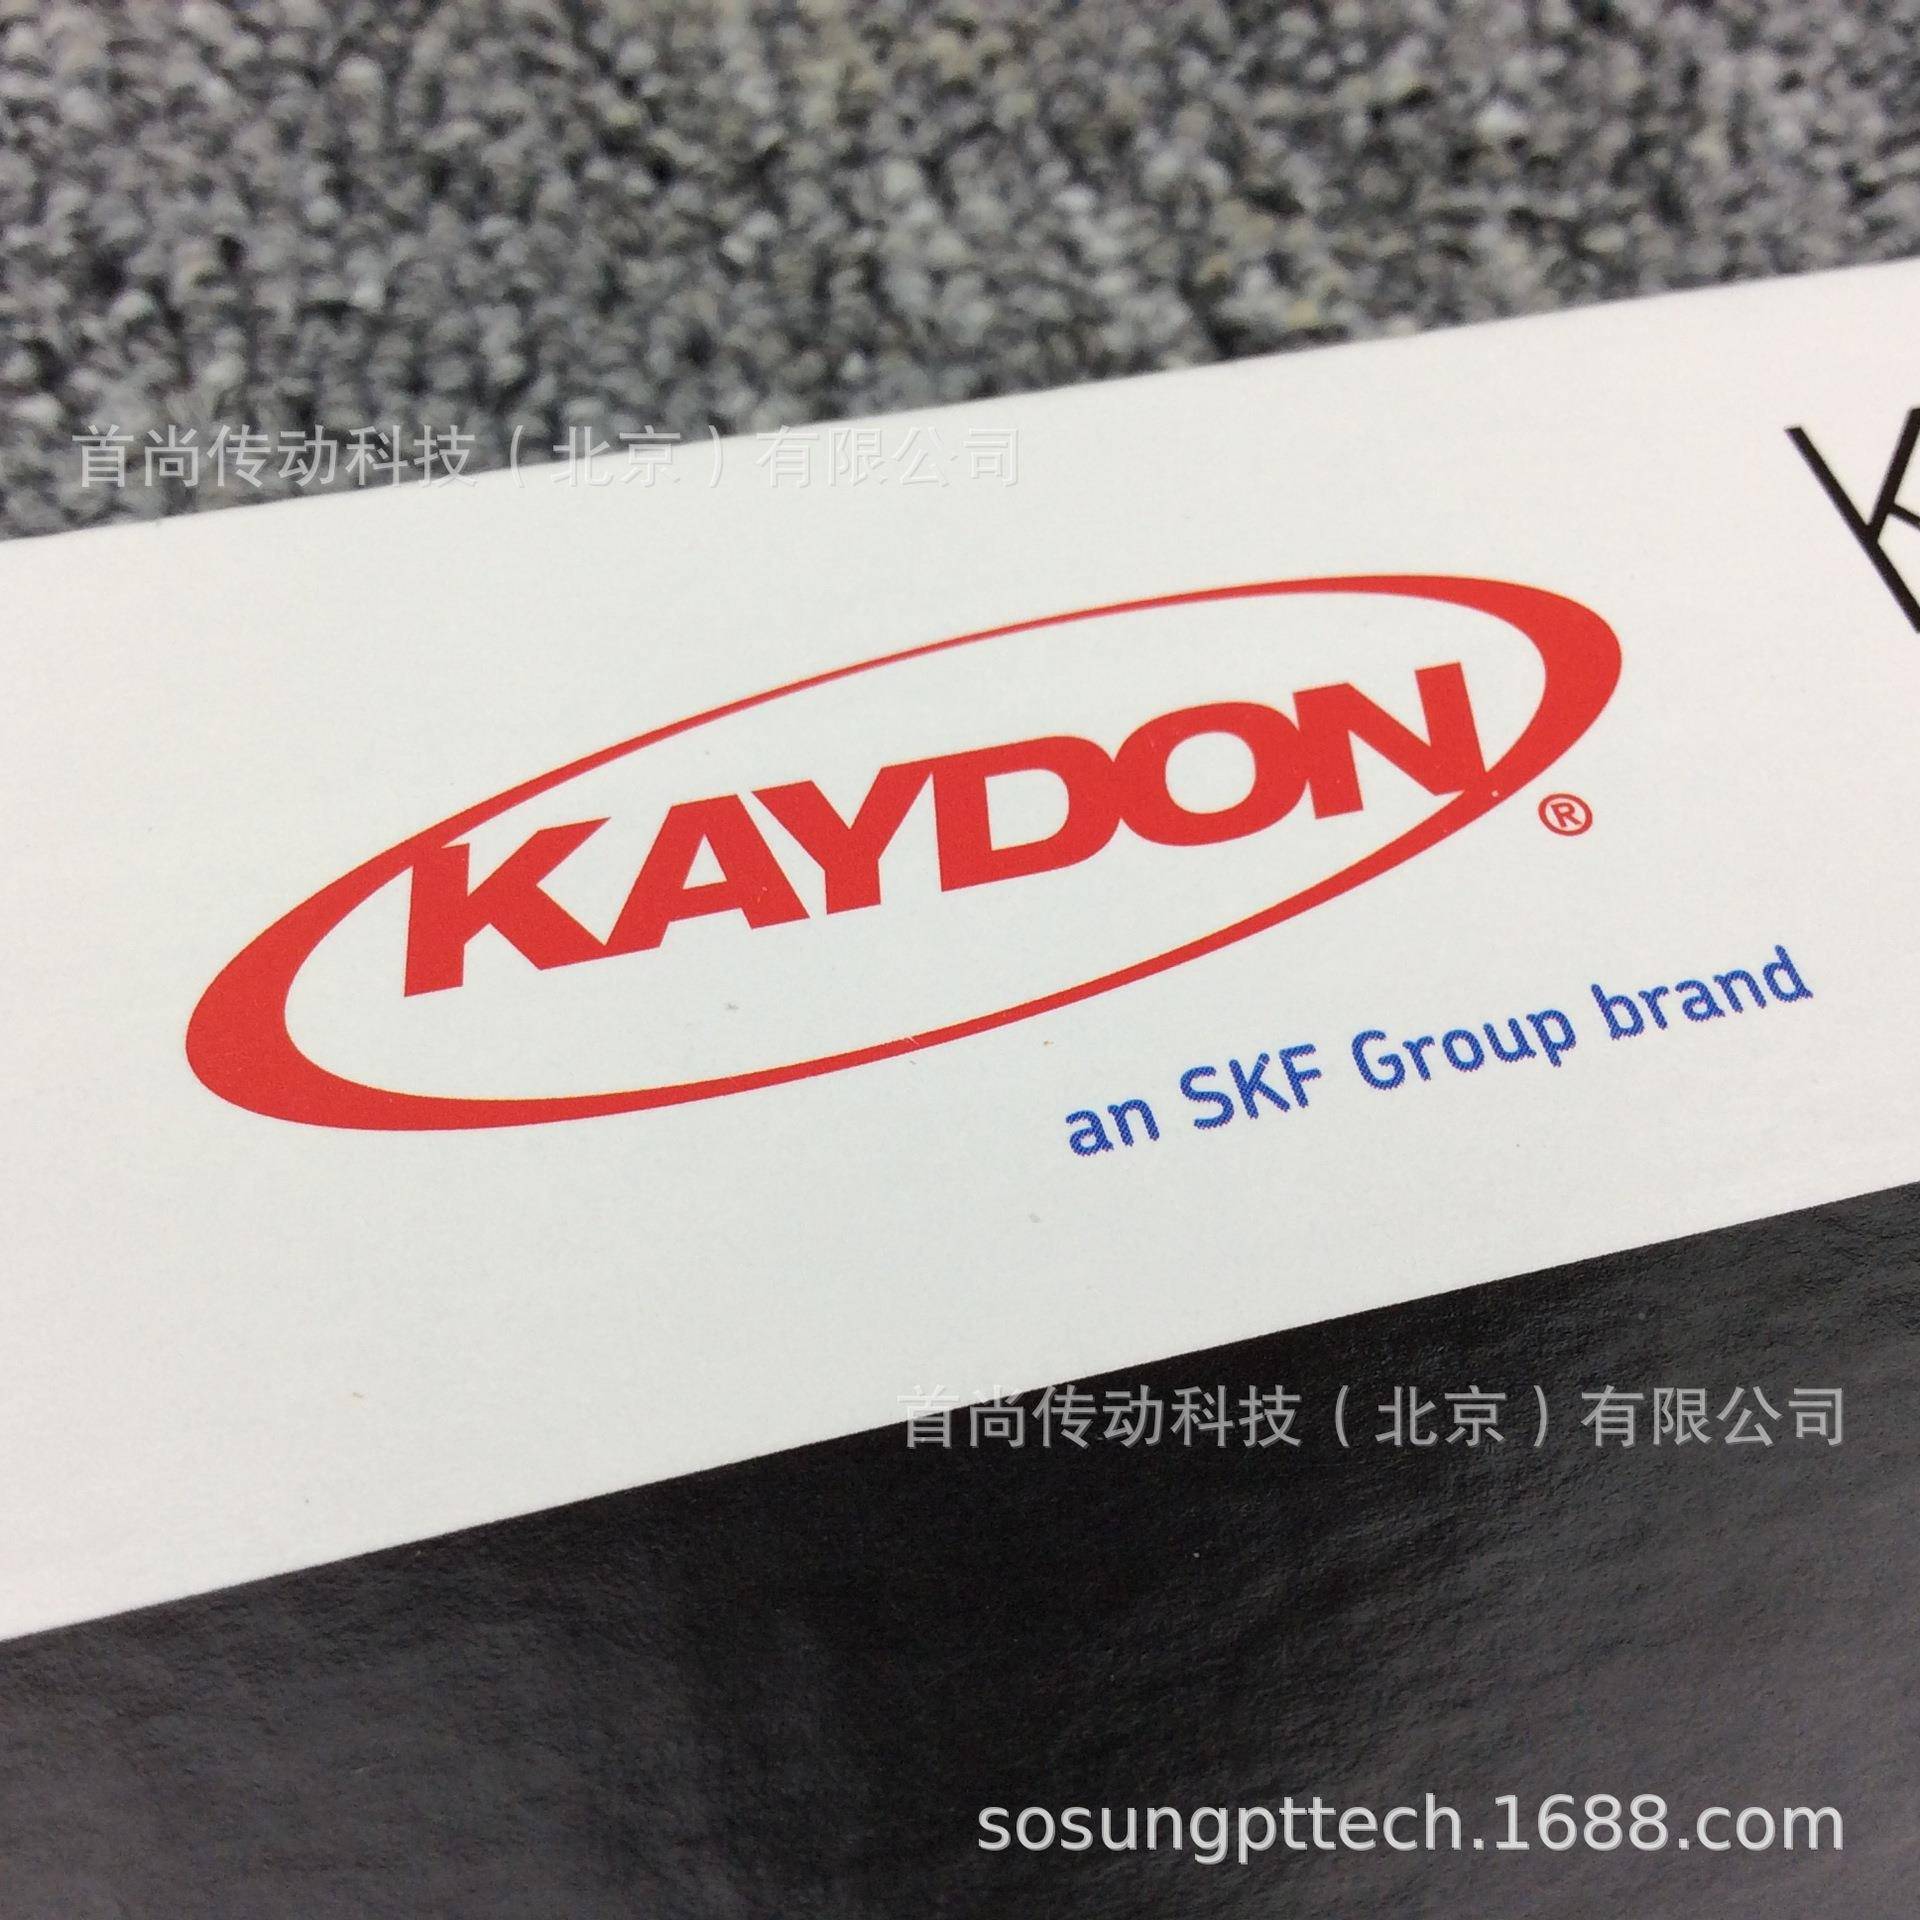 首尚传动科技（北京）有限公司
K
KAYDON®
an SKF Group brand
首尚传动科技（北京）有限公司
sosungpttech.1688.com